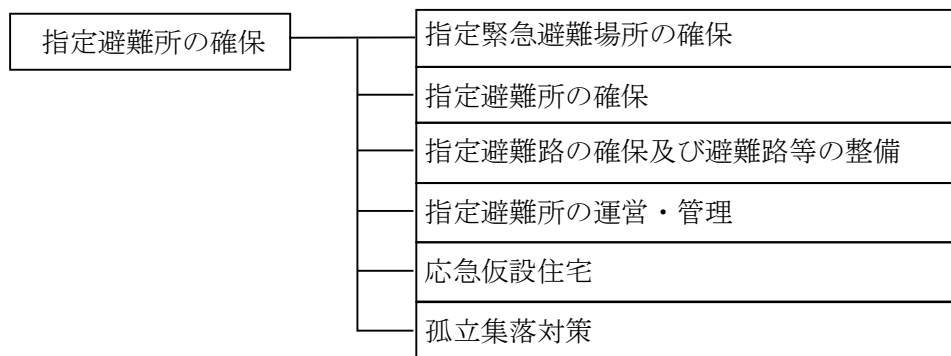 指定避難所の確保
指定緊急避難場所の確保
指定避難所の確保
指定避難路の確保及び避難路等の整備
指定避難所の運営・管理
応急仮設住宅
孤立集落対策